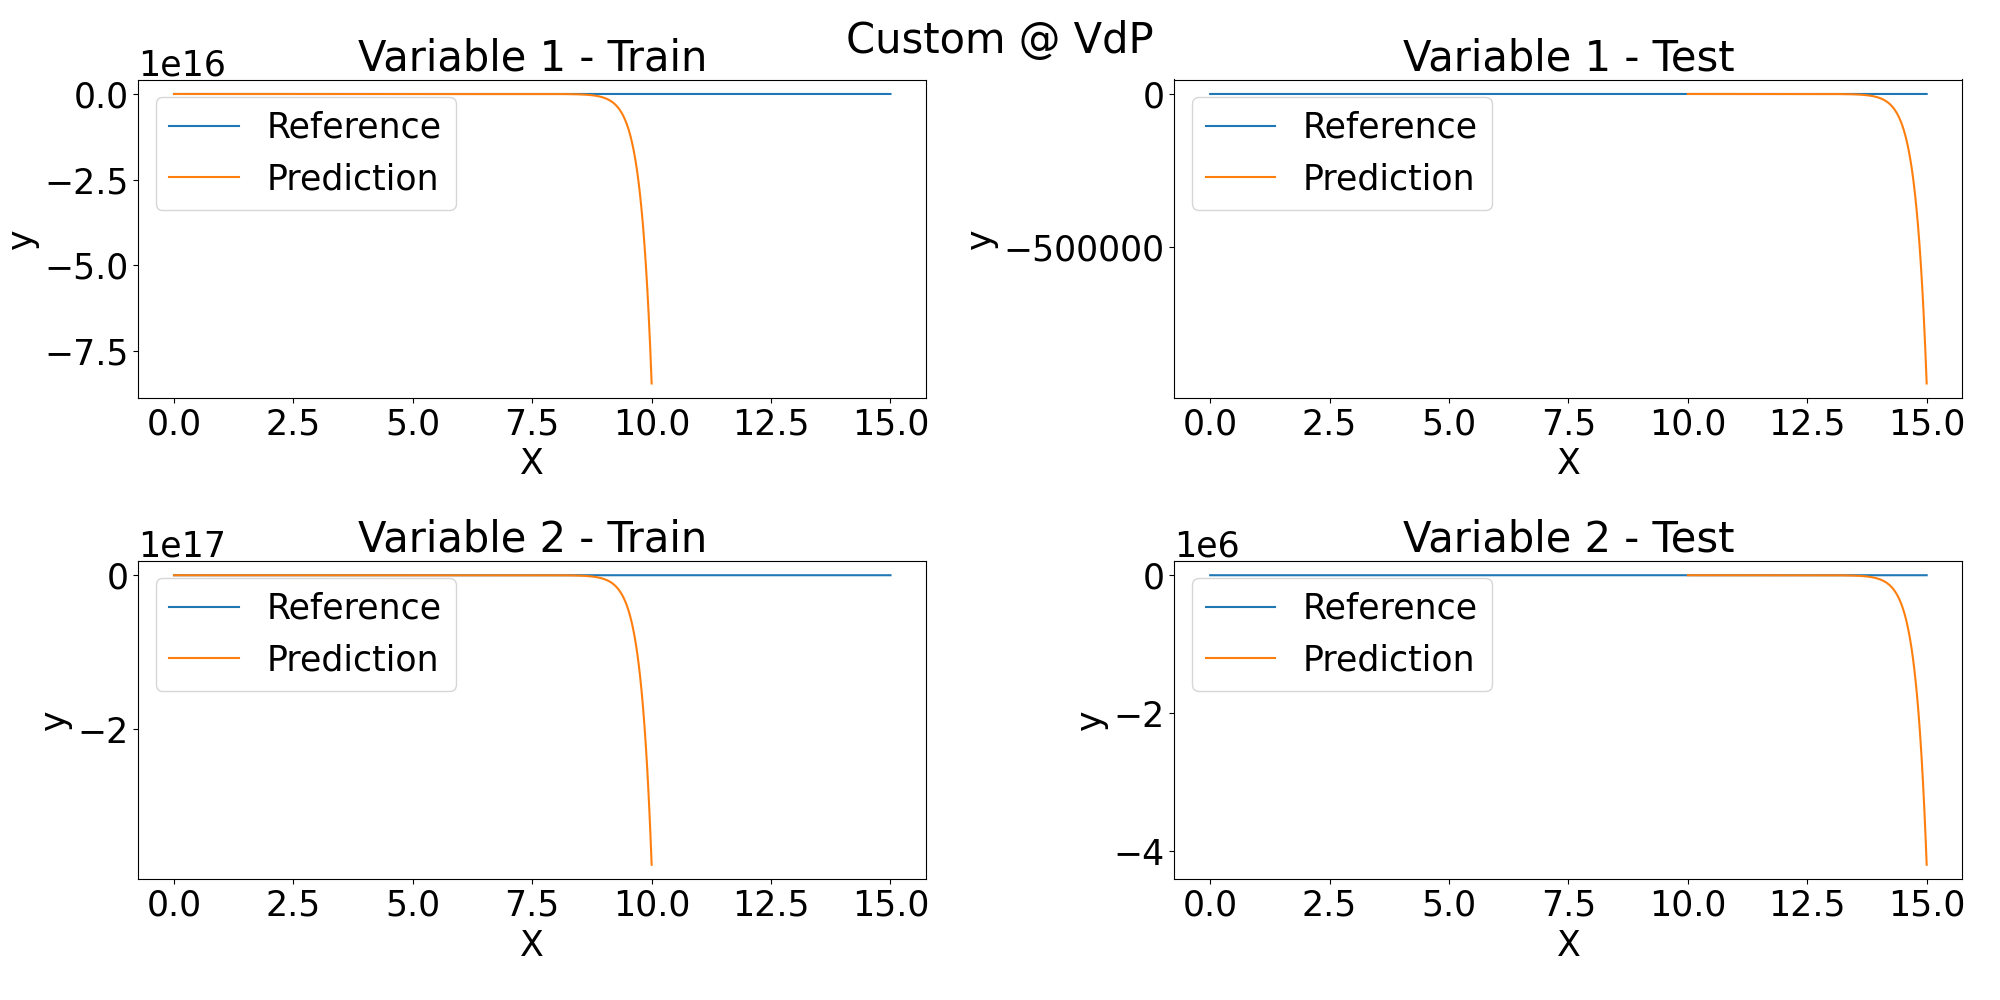 Custom @ VdP
Variable 1 - Train
1e16
0.0
−2.5
−5.0
−7.5
y
Reference
Prediction
0.0 2.5 5.0 7.5 10.0 12.5 15.0
X
Variable 1 - Test
0
−500000
y
Reference
Prediction
0.0 2.5 5.0 7.5 10.0 12.5 15.0
X
Variable 2 - Train
1e17
0
−2
y
Reference
Prediction
0.0 2.5 5.0 7.5 10.0 12.5 15.0
X
Variable 2 - Test
1e6
0
−2
−4
y
Reference
Prediction
0.0 2.5 5.0 7.5 10.0 12.5 15.0
X